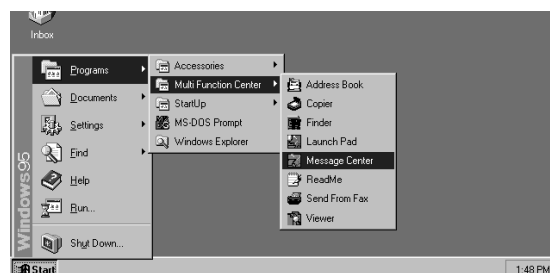 Inbox
Windows95
Programs
Documents
Settings
Find
Help
Run...
Shut Down...
Accessories
Multi Function Center
StartUp
MS-DOS Prompt
Windows Explorer
Address Book
Copier
Finder
Launch Pad
Message Center
ReadMe
Send From Fax
Viewer
Start
1:48 PM